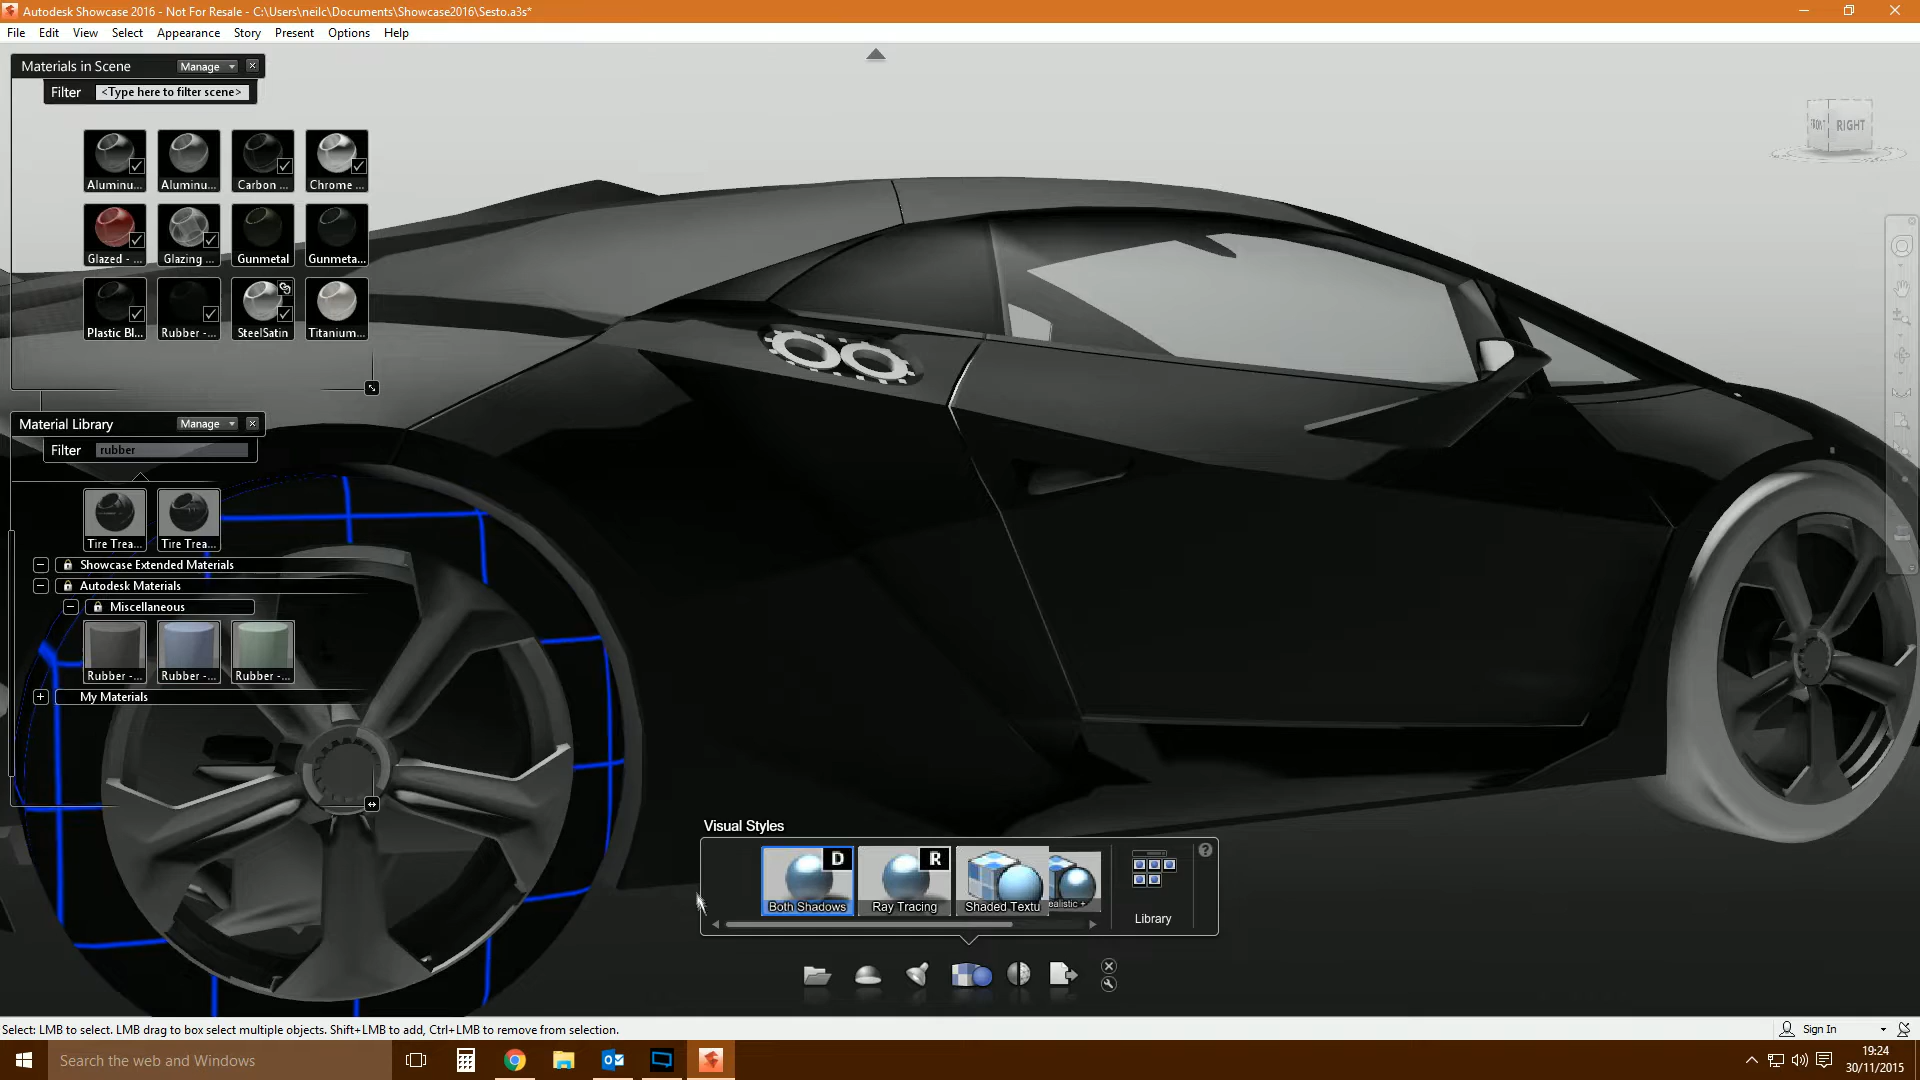 Autodesk Showcase 2016 - Not For Resale - C:\Users\neilc\Documents\Showcase2016\Sesto.a3s*
File Edit View Select Appearance Story Present Options Help
Materials in Scene Manage
Filter <Type here to filter scene>
Aluminu... Aluminu... Carbon ... Chrome ...
Glazed - ... Glazing ... Gunmetal Gunmeta...
Plastic Bl... Rubber -... SteelSatin Titanium...
FRONT RIGHT
Material Library Manage
Filter rubber
Tire Trea... Tire Trea...
Showcase Extended Materials
Autodesk Materials
Miscellaneous
Rubber -... Rubber -... Rubber -...
My Materials
Visual Styles
D R
Both Shadows Ray Tracing Shaded Textu ealistic +
Library
Select: LMB to select. LMB drag to box select multiple objects. Shift+LMB to add, Ctrl+LMB to remove from selection.
Sign In
Search the web and Windows
19:24
30/11/2015